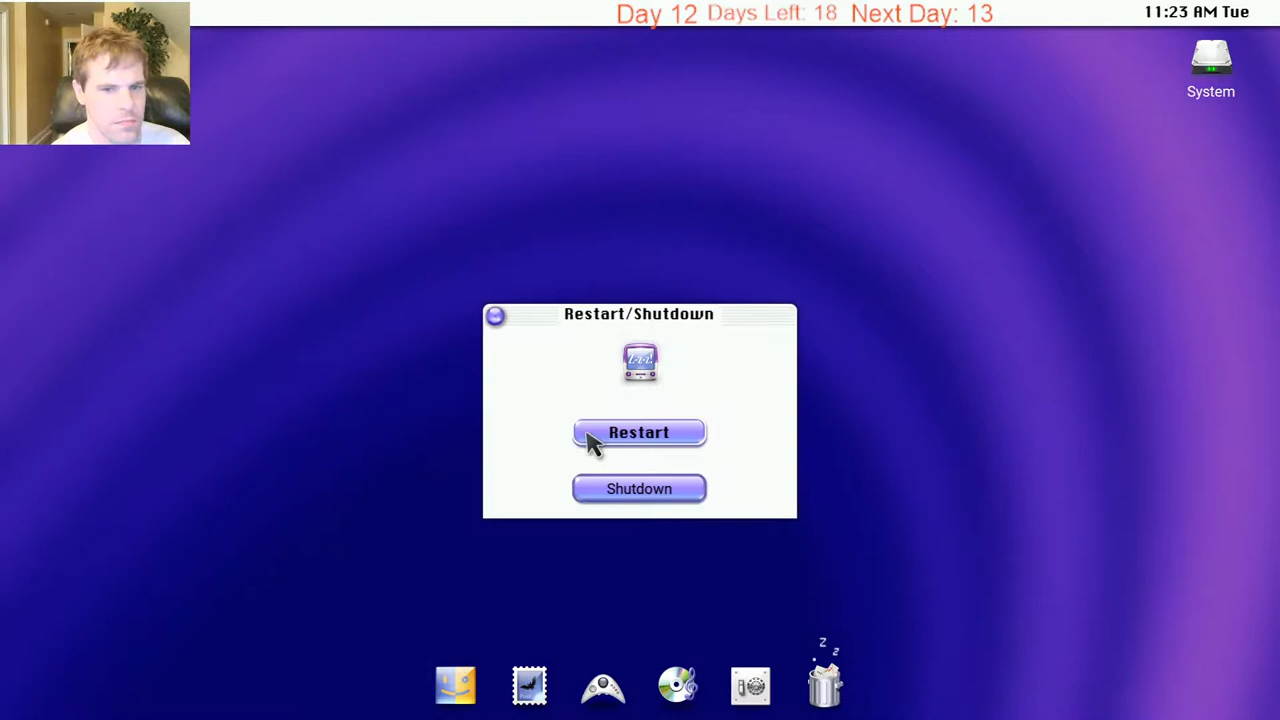 Day 12 Days Left: 18 Next Day: 13
11:23 AM Tue
System
Restart/Shutdown
Z-z-z!
Restart
Shutdown
z
z